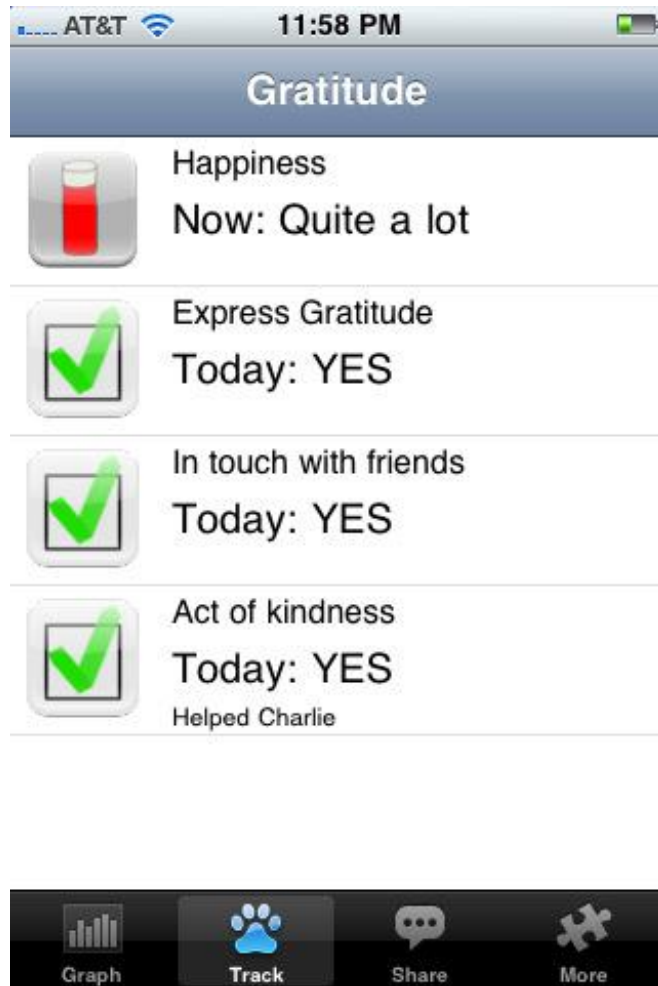 AT&T 11:58 PM
Gratitude
Happiness
Now: Quite a lot
Express Gratitude
Today: YES
In touch with friends
Today: YES
Act of kindness
Today: YES
Helped Charlie
Graph Track Share More